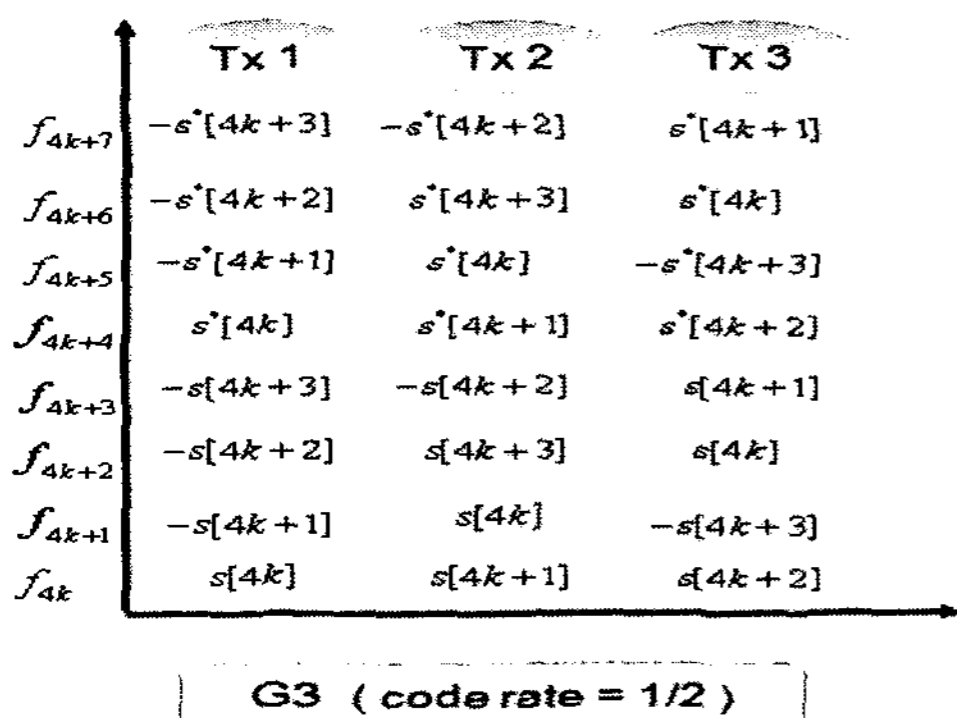 Tx 1 Tx 2 Tx 3
f4k+7 −s*[4k+3] −s*[4k+2] s*[4k+1]
f4k+6 −s*[4k+2] s*[4k+3] s*[4k]
f4k+5 −s*[4k+1] s*[4k] −s*[4k+3]
f4k+4 s*[4k] s*[4k+1] s*[4k+2]
f4k+3 −s[4k+3] −s[4k+2] s[4k+1]
f4k+2 −s[4k+2] s[4k+3] s[4k]
f4k+1 −s[4k+1] s[4k] −s[4k+3]
f4k s[4k] s[4k+1] s[4k+2]
G3 ( code rate = 1/2 )